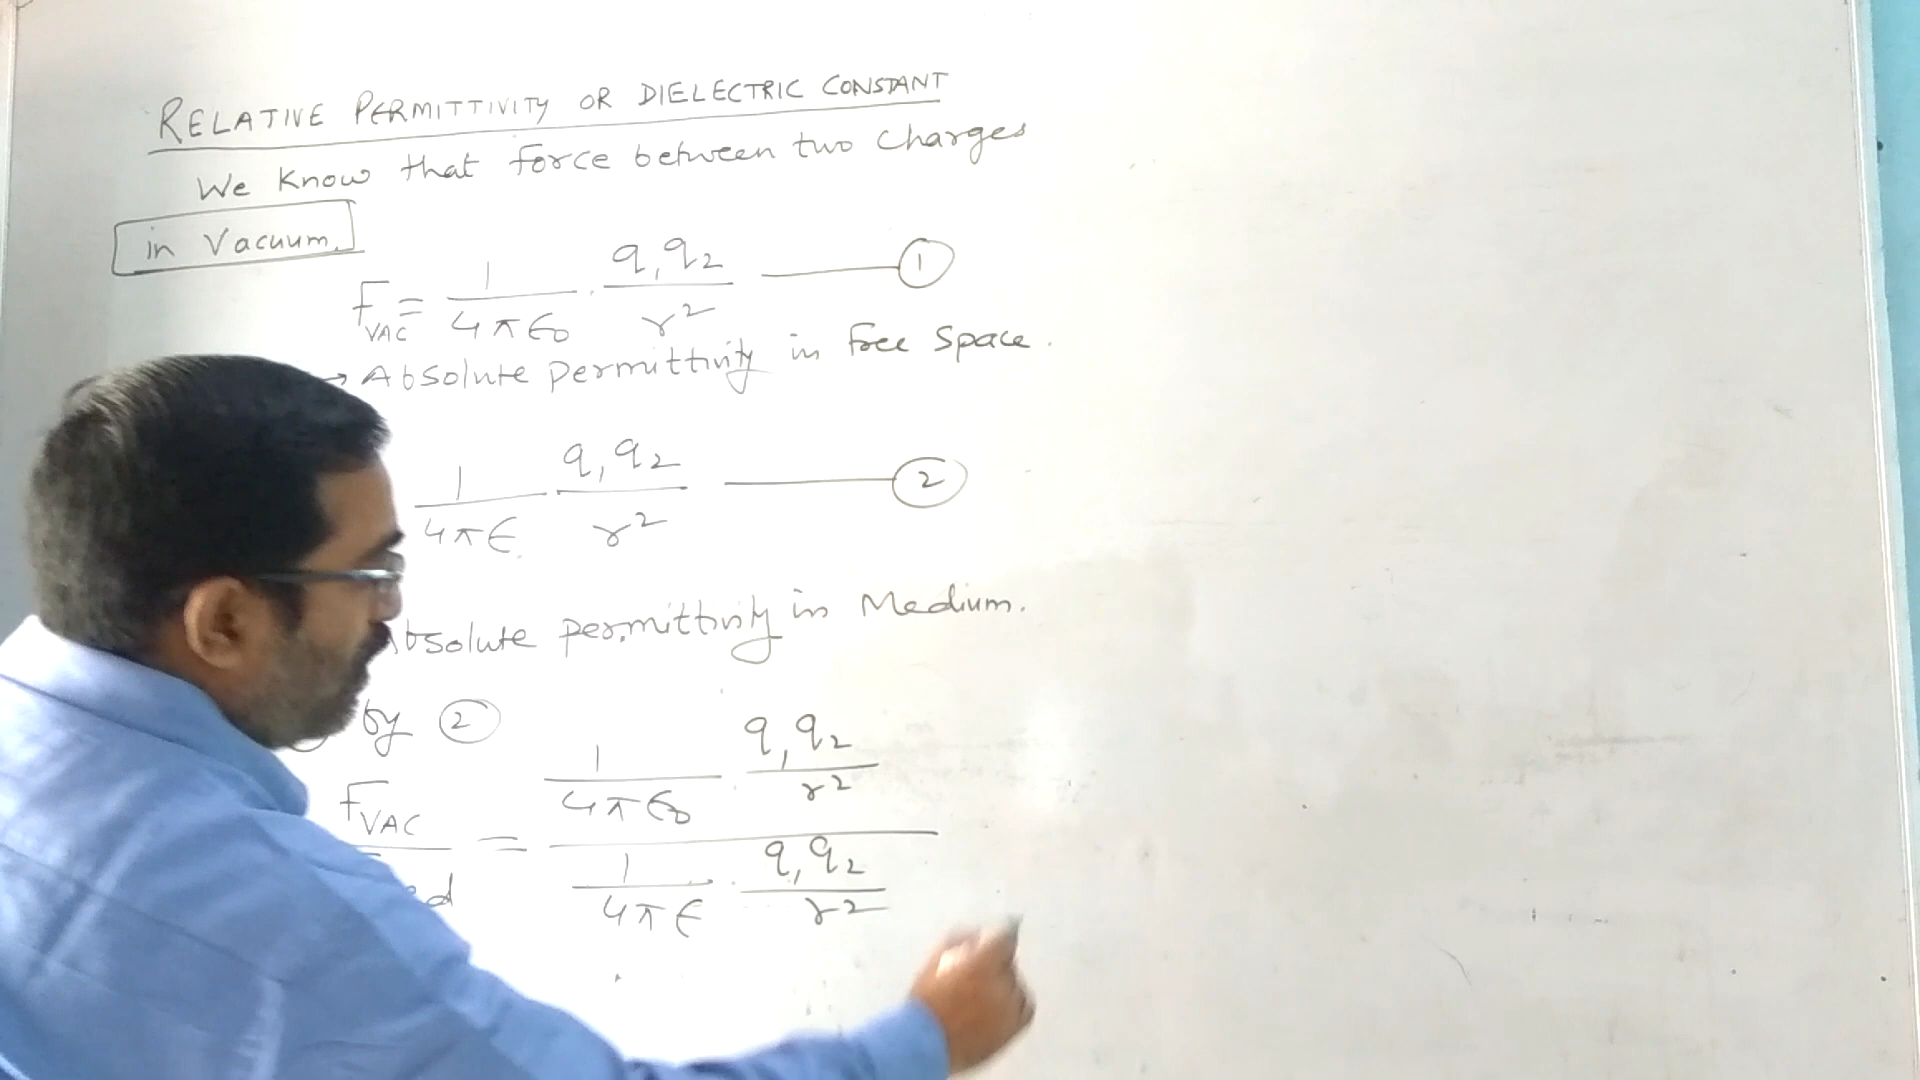 RELATIVE PERMITTIVITY OR DIELECTRIC CONSTANT
We Know that force between two charges
in Vacuum.
F_VAC = 1/4πϵ0 · q1q2/r² —— ①
→ Absolute permittivity in free space.
1/4πϵ q1q2/r² —— ②
Absolute permittivity in Medium.
by ②
F_VAC = 1/4πϵ0 · q1q2/r²
1/4πϵ · q1q2/r²